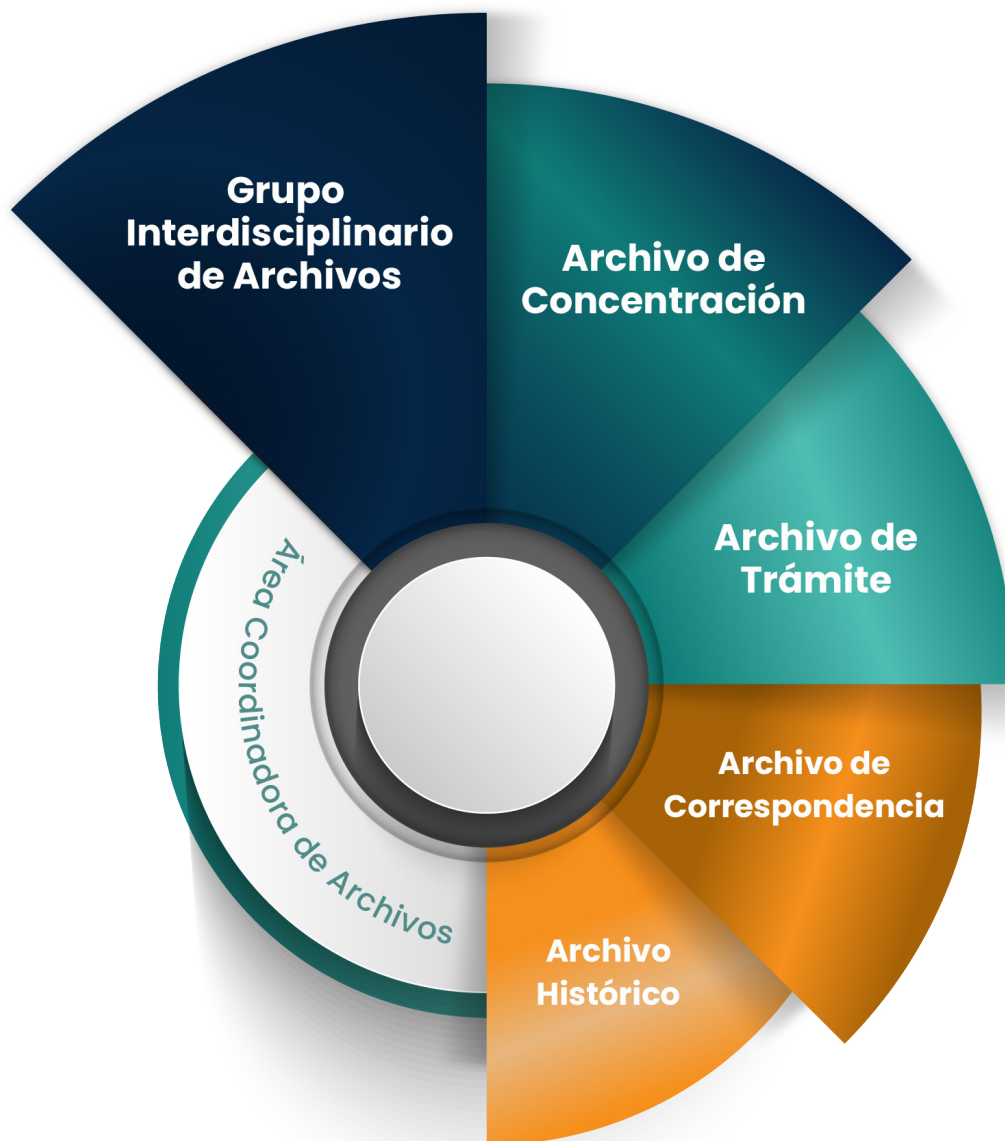 Grupo
Interdisciplinario
de Archivos
Archivo de
Concentración
Archivo de
Trámite
Archivo de
Correspondencia
Archivo
Histórico
Área Coordinadora de Archivos